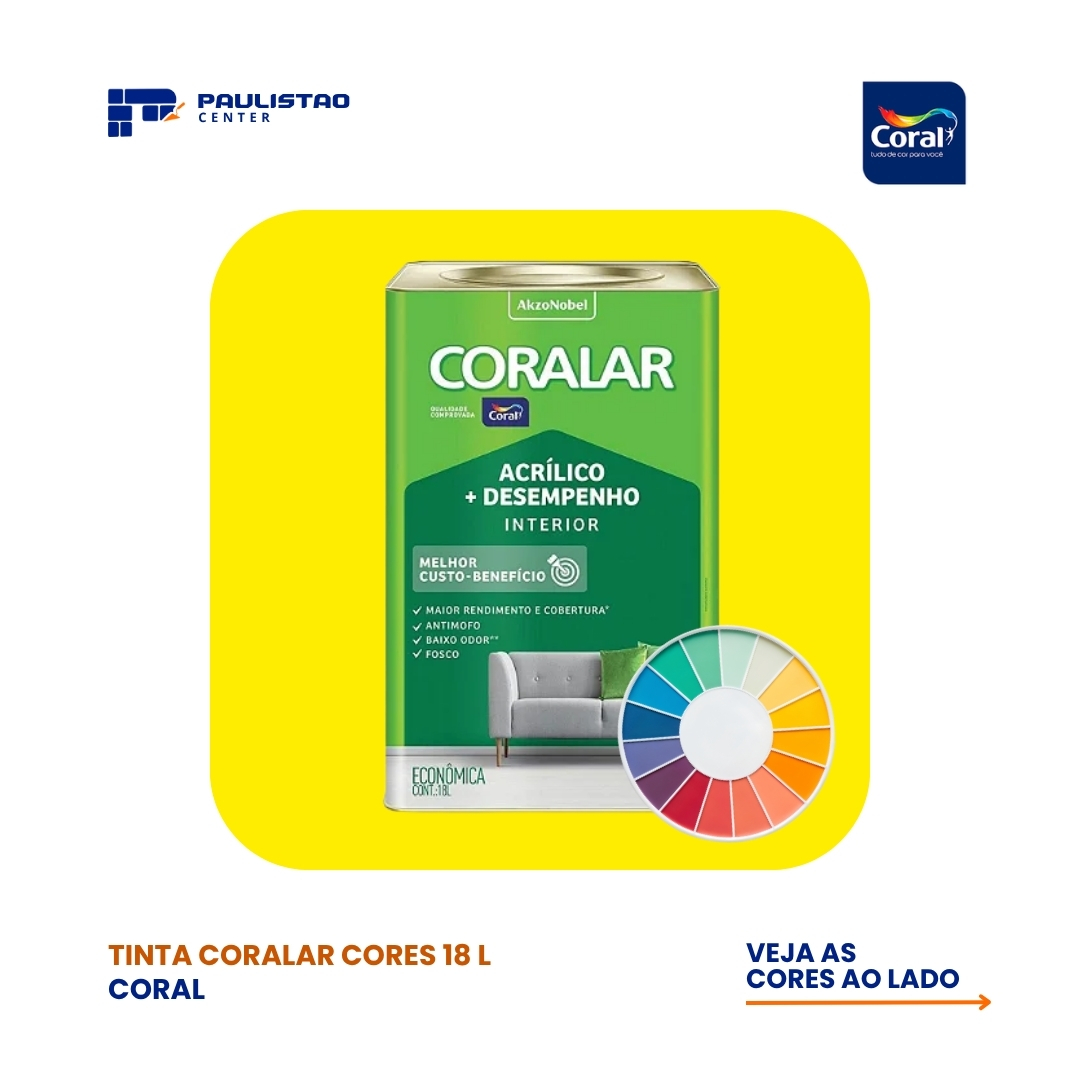 PAULISTAO
CENTER
Coral
tudo de cor para você
AkzoNobel
CORALAR
QUALIDADE
COMPROVADA
Coral
ACRÍLICO
+ DESEMPENHO
INTERIOR
MELHOR
CUSTO-BENEFÍCIO
MAIOR RENDIMENTO E COBERTURA*
ANTIMOFO
BAIXO ODOR**
FOSCO
ECONÔMICA
CONT.:18L
TINTA CORALAR CORES 18 L
CORAL
VEJA AS
CORES AO LADO